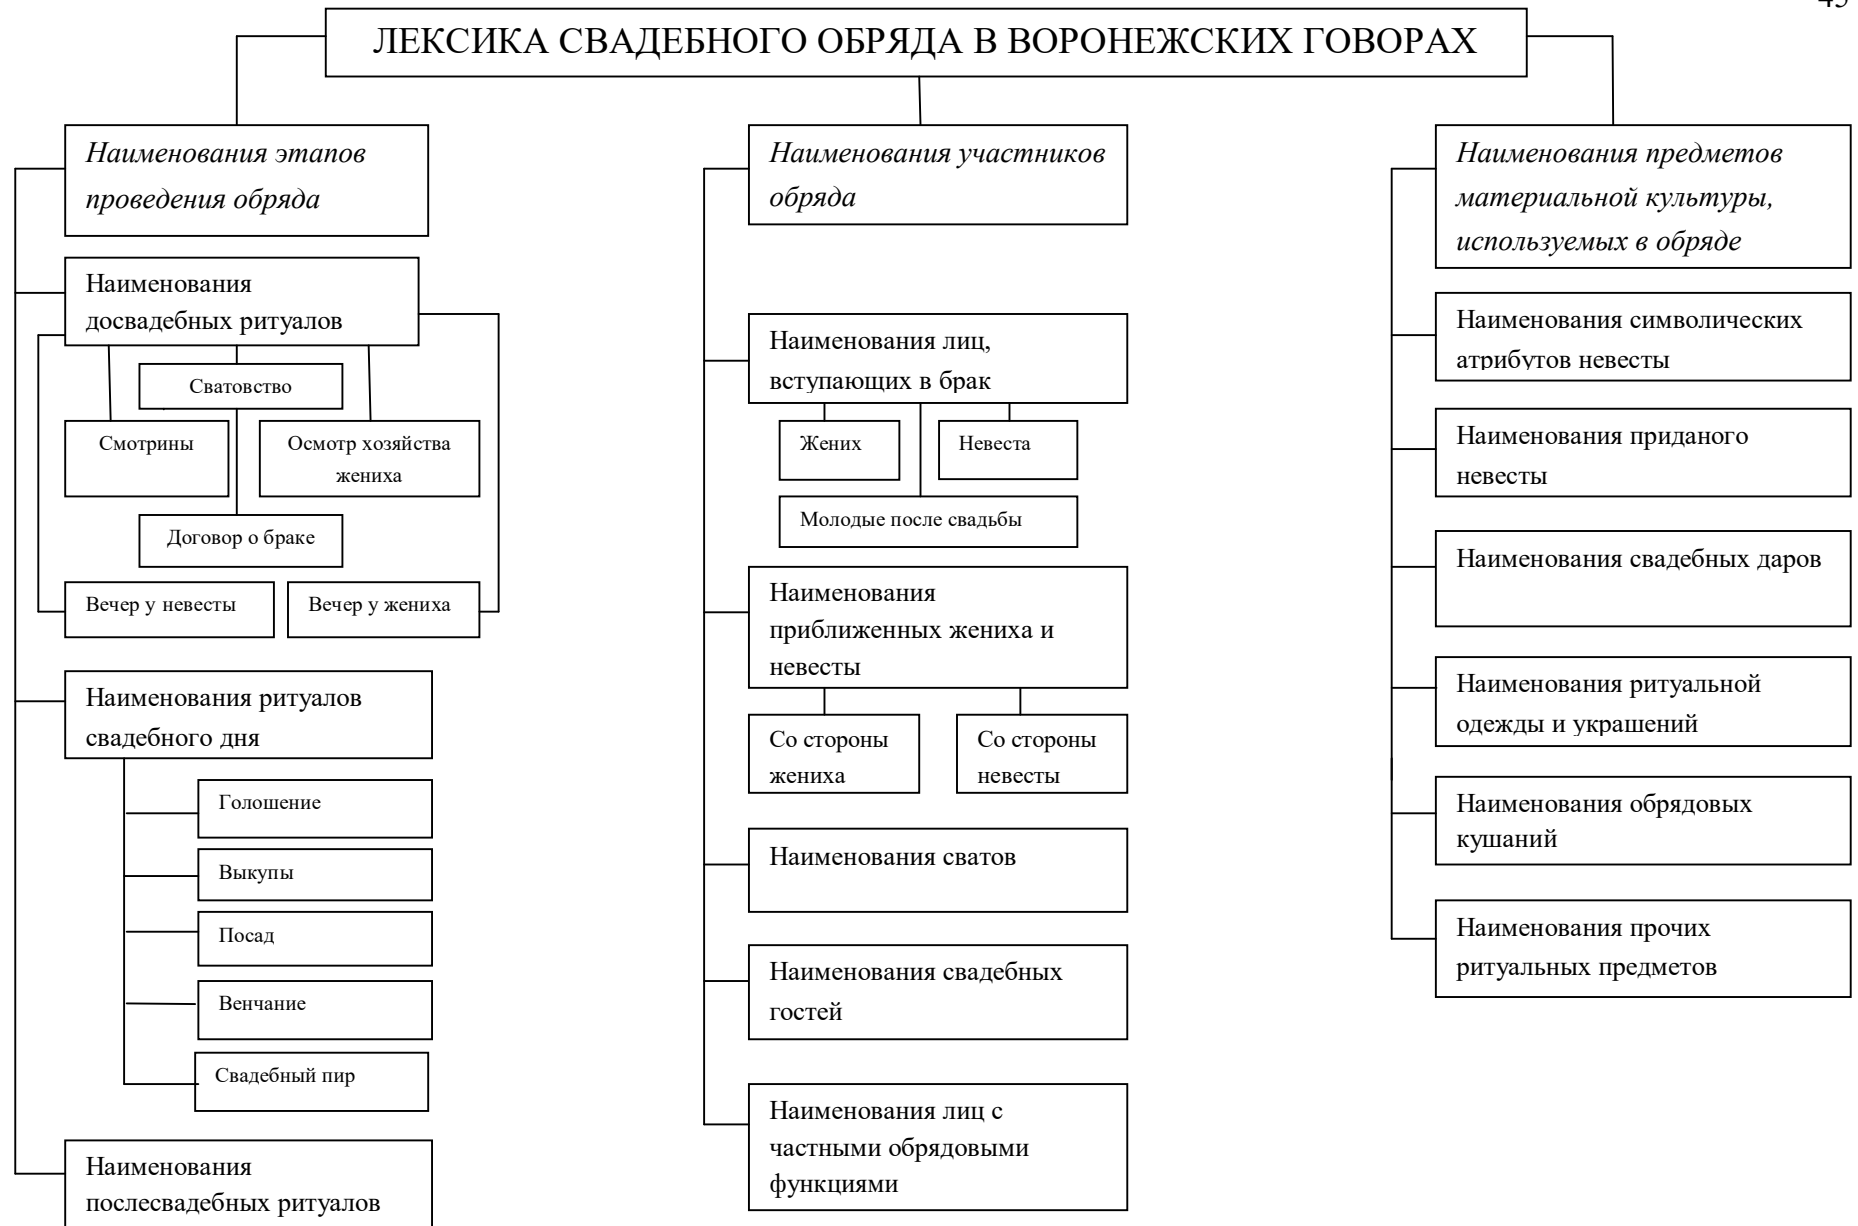 ЛЕКСИКА СВАДЕБНОГО ОБРЯДА В ВОРОНЕЖСКИХ ГОВОРАХ
Наименования этапов
проведения обряда
Наименования
досвадебных ритуалов
Сватовство
Смотрины
Осмотр хозяйства
жениха
Договор о браке
Вечер у невесты
Вечер у жениха
Наименования ритуалов
свадебного дня
Голошение
Выкупы
Посад
Венчание
Свадебный пир
Наименования
послесвадебных ритуалов
Наименования участников
обряда
Наименования лиц,
вступающих в брак
Жених
Невеста
Молодые после свадьбы
Наименования
приближенных жениха и
невесты
Со стороны
жениха
Со стороны
невесты
Наименования сватов
Наименования свадебных
гостей
Наименования лиц с
частными обрядовыми
функциями
Наименования предметов
материальной культуры,
используемых в обряде
Наименования символических
атрибутов невесты
Наименования приданого
невесты
Наименования свадебных даров
Наименования ритуальной
одежды и украшений
Наименования обрядовых
кушаний
Наименования прочих
ритуальных предметов